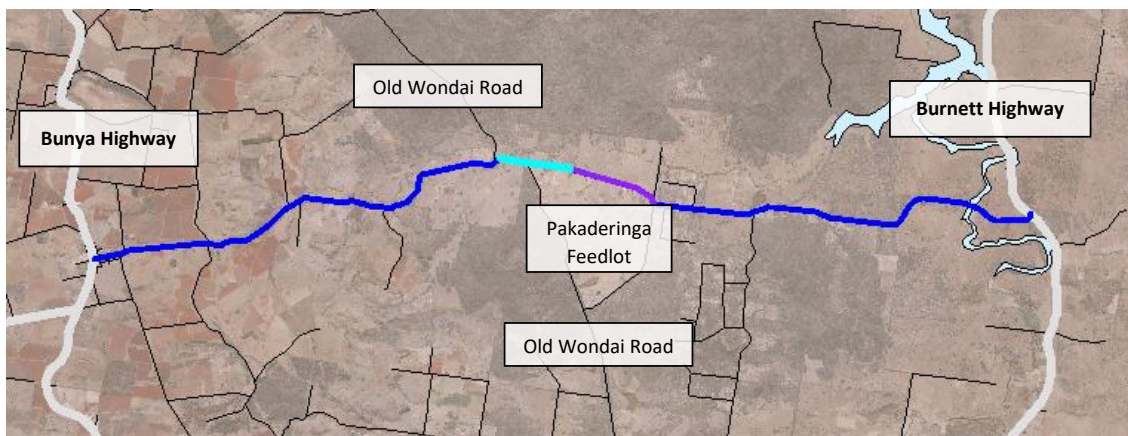 Old Wondai Road
Bunya Highway
Burnett Highway
Pakaderinga
Feedlot
Old Wondai Road